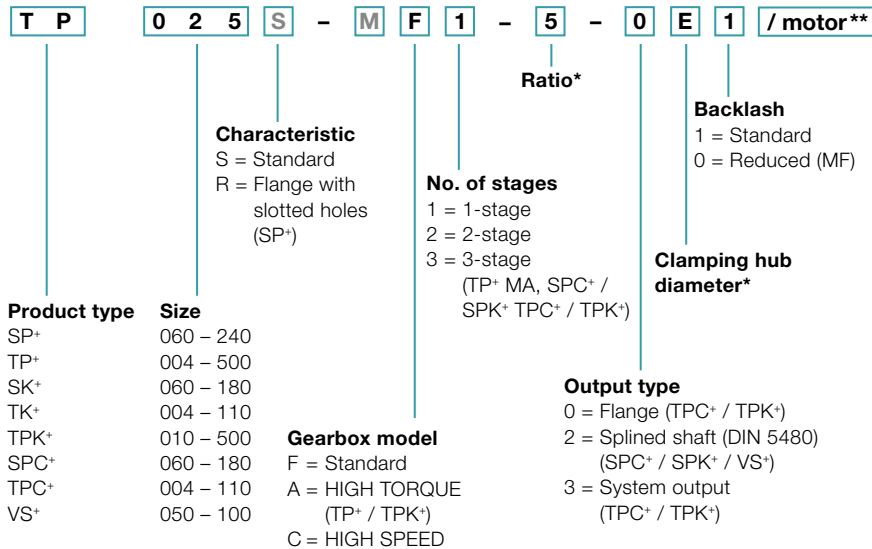 T P 0 2 5 S – M F 1 – 5 – 0 E 1 / motor**
Ratio*
Backlash
1 = Standard
0 = Reduced (MF)
Characteristic
S = Standard
R = Flange with
slotted holes
(SP+)
No. of stages
1 = 1-stage
2 = 2-stage
3 = 3-stage
(TP+ MA, SPC+ /
SPK+ TPC+ / TPK+)
Clamping hub
diameter*
Product type
SP+
TP+
SK+
TK+
TPK+
SPC+
TPC+
VS+
Size
060 – 240
004 – 500
060 – 180
004 – 110
010 – 500
060 – 180
004 – 110
050 – 100
Gearbox model
F = Standard
A = HIGH TORQUE
(TP+ / TPK+)
C = HIGH SPEED
Output type
0 = Flange (TPC+ / TPK+)
2 = Splined shaft (DIN 5480)
(SPC+ / SPK+ / VS+)
3 = System output
(TPC+ / TPK+)